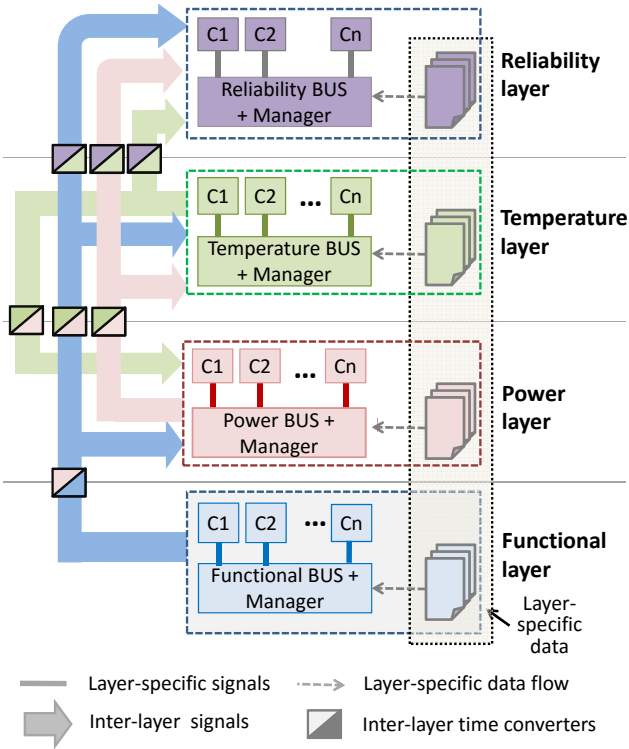 C1 C2 Cn
Reliability BUS
+ Manager
Reliability
layer
C1 C2 ... Cn
Temperature BUS
+ Manager
Temperature
layer
C1 C2 ... Cn
Power BUS +
Manager
Power
layer
C1 C2 ... Cn
Functional BUS +
Manager
Functional
layer
Layer-
specific
data
Layer-specific signals
Layer-specific data flow
Inter-layer signals
Inter-layer time converters